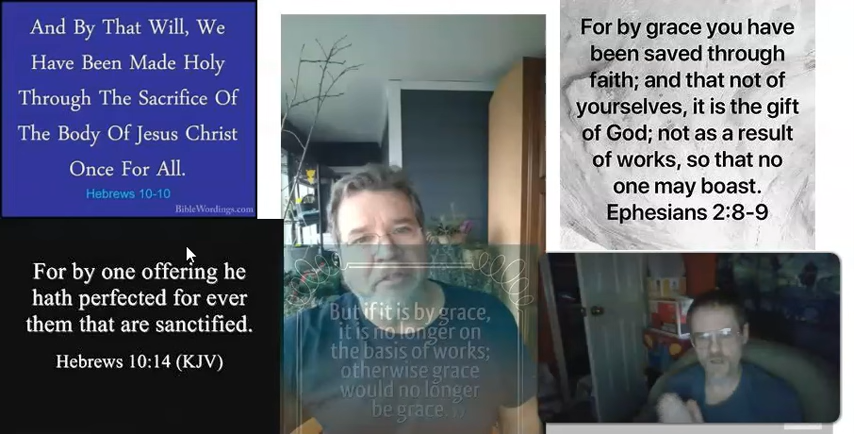 And By That Will, We
Have Been Made Holy
Through The Sacrifice Of
The Body Of Jesus Christ
Once For All.
Hebrews 10-10
BibleWordings.com
For by one offering he
hath perfected for ever
them that are sanctified.
Hebrews 10:14 (KJV)
But if it is by grace,
it is no longer on
the basis of works;
otherwise grace
would no longer
be grace.
For by grace you have
been saved through
faith; and that not of
yourselves, it is the gift
of God; not as a result
of works, so that no
one may boast.
Ephesians 2:8-9